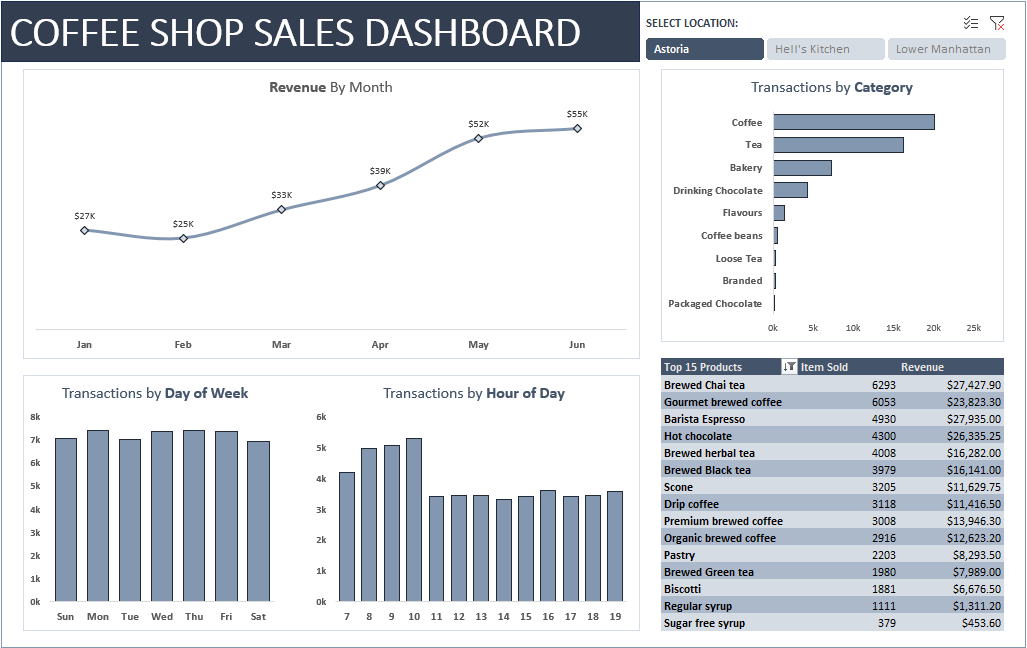 COFFEE SHOP SALES DASHBOARD
SELECT LOCATION:
Astoria
Hell's Kitchen
Lower Manhattan
Revenue By Month
$27K
$25K
$33K
$39K
$52K
$55K
Jan Feb Mar Apr May Jun
Transactions by Category
Coffee
Tea
Bakery
Drinking Chocolate
Flavours
Coffee beans
Loose Tea
Branded
Packaged Chocolate
0k 5k 10k 15k 20k 25k
Transactions by Day of Week
8k
7k
6k
5k
4k
3k
2k
1k
0k
Sun Mon Tue Wed Thu Fri Sat
Transactions by Hour of Day
6k
5k
4k
3k
2k
1k
0k
7 8 9 10 11 12 13 14 15 16 17 18 19
Top 15 Products Item Sold Revenue
Brewed Chai tea 6293 $27,427.90
Gourmet brewed coffee 6053 $23,823.30
Barista Espresso 4930 $27,935.00
Hot chocolate 4300 $26,335.25
Brewed herbal tea 4008 $16,282.00
Brewed Black tea 3979 $16,141.00
Scone 3205 $11,629.75
Drip coffee 3118 $11,416.50
Premium brewed coffee 3008 $13,946.30
Organic brewed coffee 2916 $12,623.20
Pastry 2203 $8,293.50
Brewed Green tea 1980 $7,989.00
Biscotti 1881 $6,676.50
Regular syrup 1111 $1,311.20
Sugar free syrup 379 $453.60